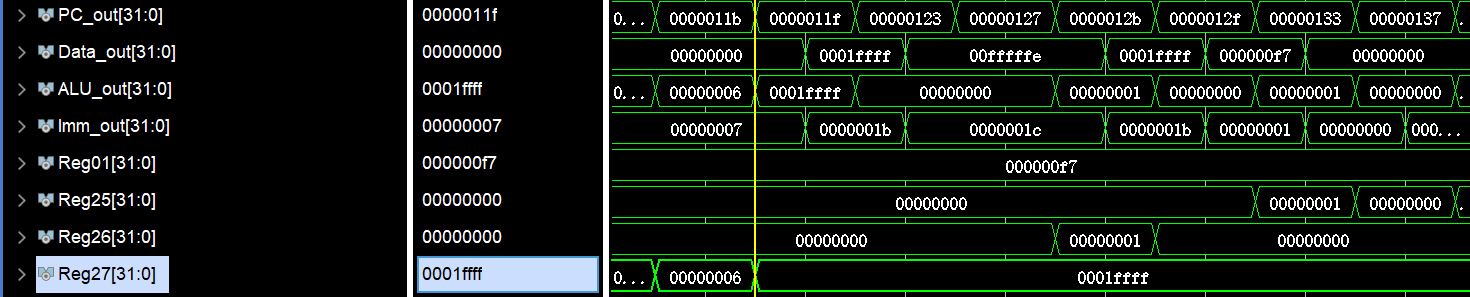 PC_out[31:0] 0000011f 0... 0000011b 0000011f 00000123 00000127 0000012b 0000012f 00000133 00000137 .
Data_out[31:0] 00000000 00000000 0001ffff 00fffffe 0001ffff 000000f7 00000000
ALU_out[31:0] 0001ffff 0... 00000006 0001ffff 00000000 00000001 00000000 00000001 00000000 .
Imm_out[31:0] 00000007 00000007 0000001b 0000001c 0000001b 00000001 00000000 000...
Reg01[31:0] 000000f7 000000f7
Reg25[31:0] 00000000 00000000 00000001 00000000 .
Reg26[31:0] 00000000 00000000 00000001 00000000
Reg27[31:0] 0001ffff 0... 00000006 0001ffff